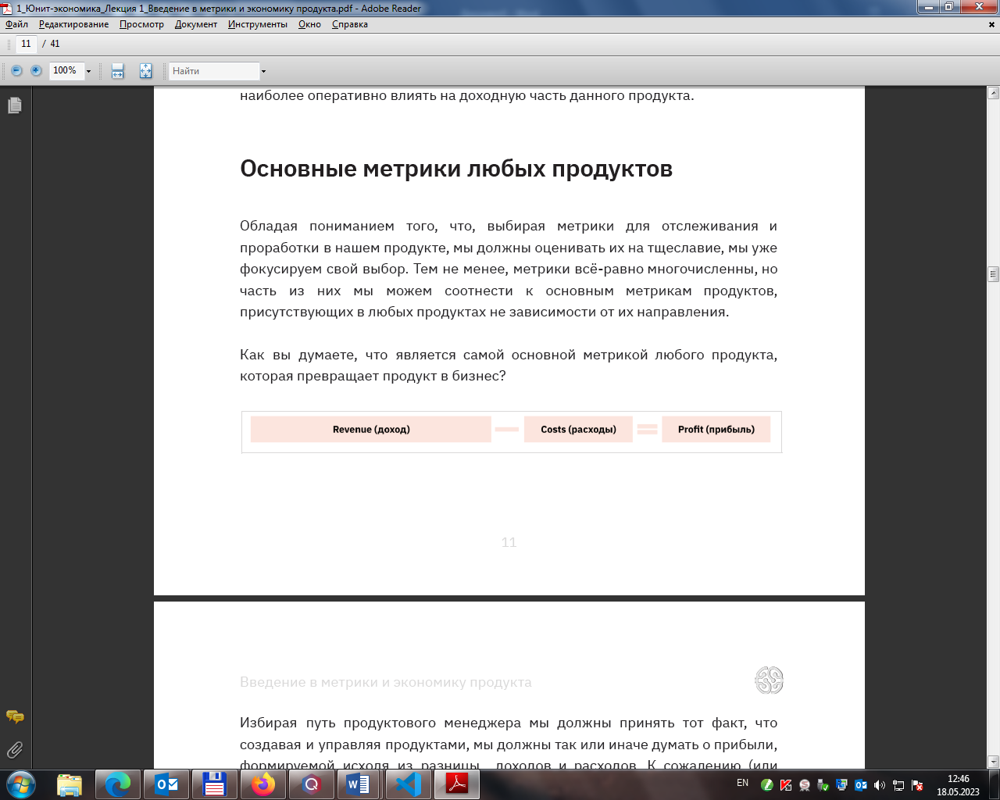 1_Юнит-экономика_Лекция 1_Введение в метрики и экономику продукта.pdf - Adobe Reader
Файл Редактирование Просмотр Документ Инструменты Окно Справка
11 / 41
100% Найти
наиболее оперативно влиять на доходную часть данного продукта.
Основные метрики любых продуктов
Обладая пониманием того, что, выбирая метрики для отслеживания и
проработки в нашем продукте, мы должны оценивать их на тщеславие, мы уже
фокусируем свой выбор. Тем не менее, метрики всё-равно многочисленны, но
часть из них мы можем соотнести к основным метрикам продуктов,
присутствующих в любых продуктах не зависимости от их направления.
Как вы думаете, что является самой основной метрикой любого продукта,
которая превращает продукт в бизнес?
Revenue (доход) — Costs (расходы) = Profit (прибыль)
11
Введение в метрики и экономику продукта
Избирая путь продуктового менеджера мы должны принять тот факт, что
создавая и управляя продуктами, мы должны так или иначе думать о прибыли,
формируемой исходя из разницы доходов и расходов. К сожалению (или
EN 12:46
18.05.2023